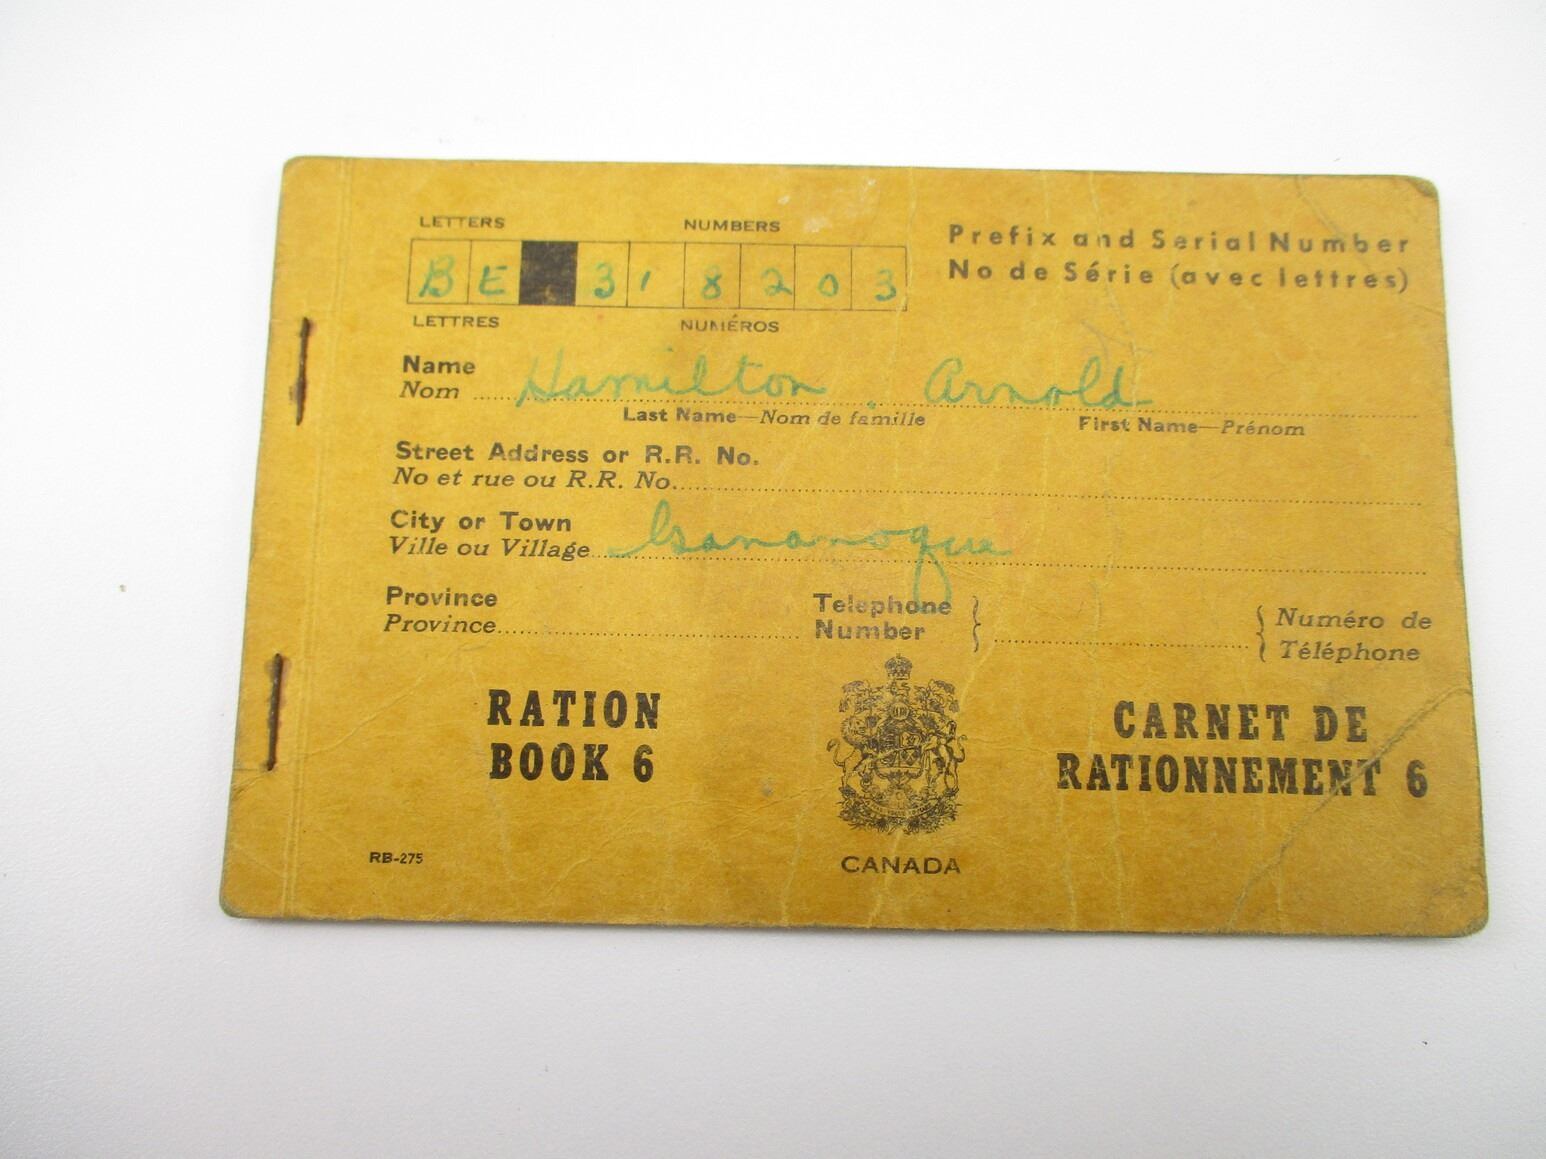 LETTERS NUMBERS
BE 318203
LETTRES NUMÉROS
Prefix and Serial Number
No de Série (avec lettres)
Name
Nom Hamilton, Arnold
Last Name—Nom de famille First Name—Prénom
Street Address or R.R. No.
No et rue ou R.R. No.
City or Town
Ville ou Village Gananoque
Province
Province
Telephone
Number
Numéro de
Téléphone
RATION
BOOK 6
CARNET DE
RATIONNEMENT 6
RB-275
CANADA